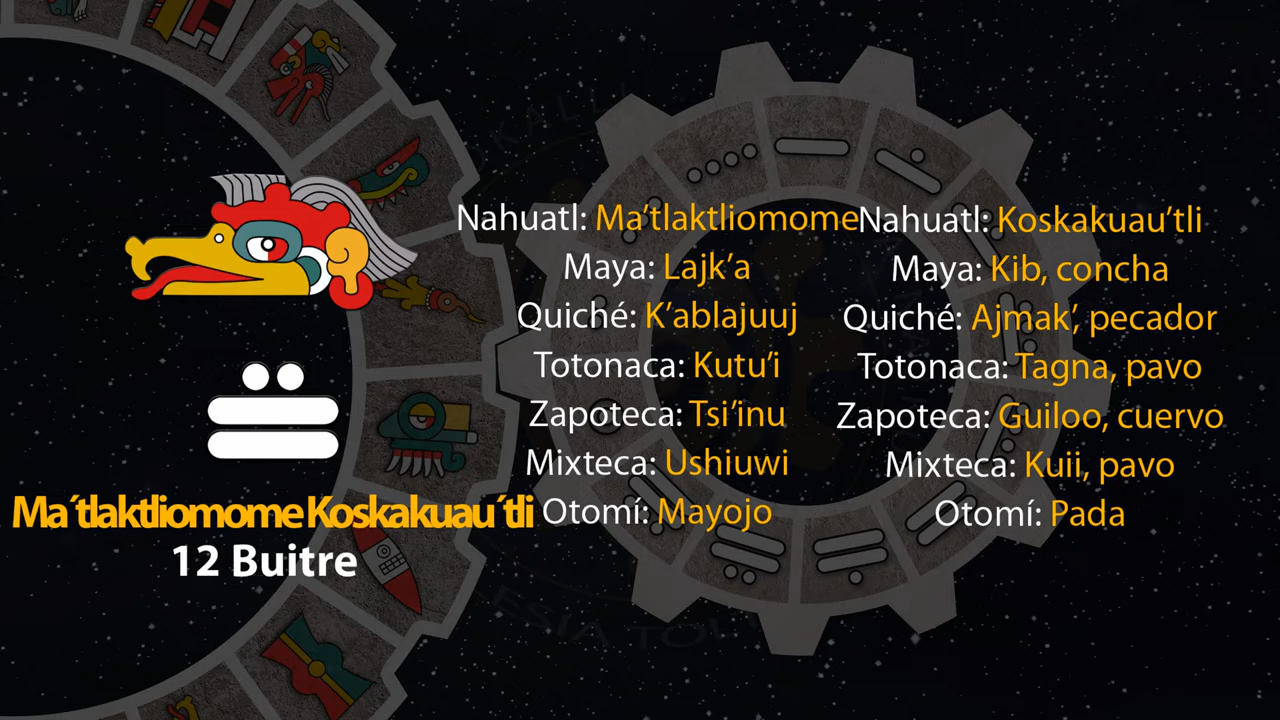 Nahuatl: Ma’tlaktliomome
Maya: Lajk’a
Quiché: K’ablajuuj
Totonaca: Kutu’i
Zapoteca: Tsi’inu
Mixteca: Ushiuwi
Otomí: Mayojo
Nahuatl: Koskakuau’tli
Maya: Kib, concha
Quiché: Ajmak’, pecador
Totonaca: Tagna, pavo
Zapoteca: Guiloo, cuervo
Mixteca: Kuii, pavo
Otomí: Pada
Ma´tlaktliomome Koskakuau´tli
12 Buitre